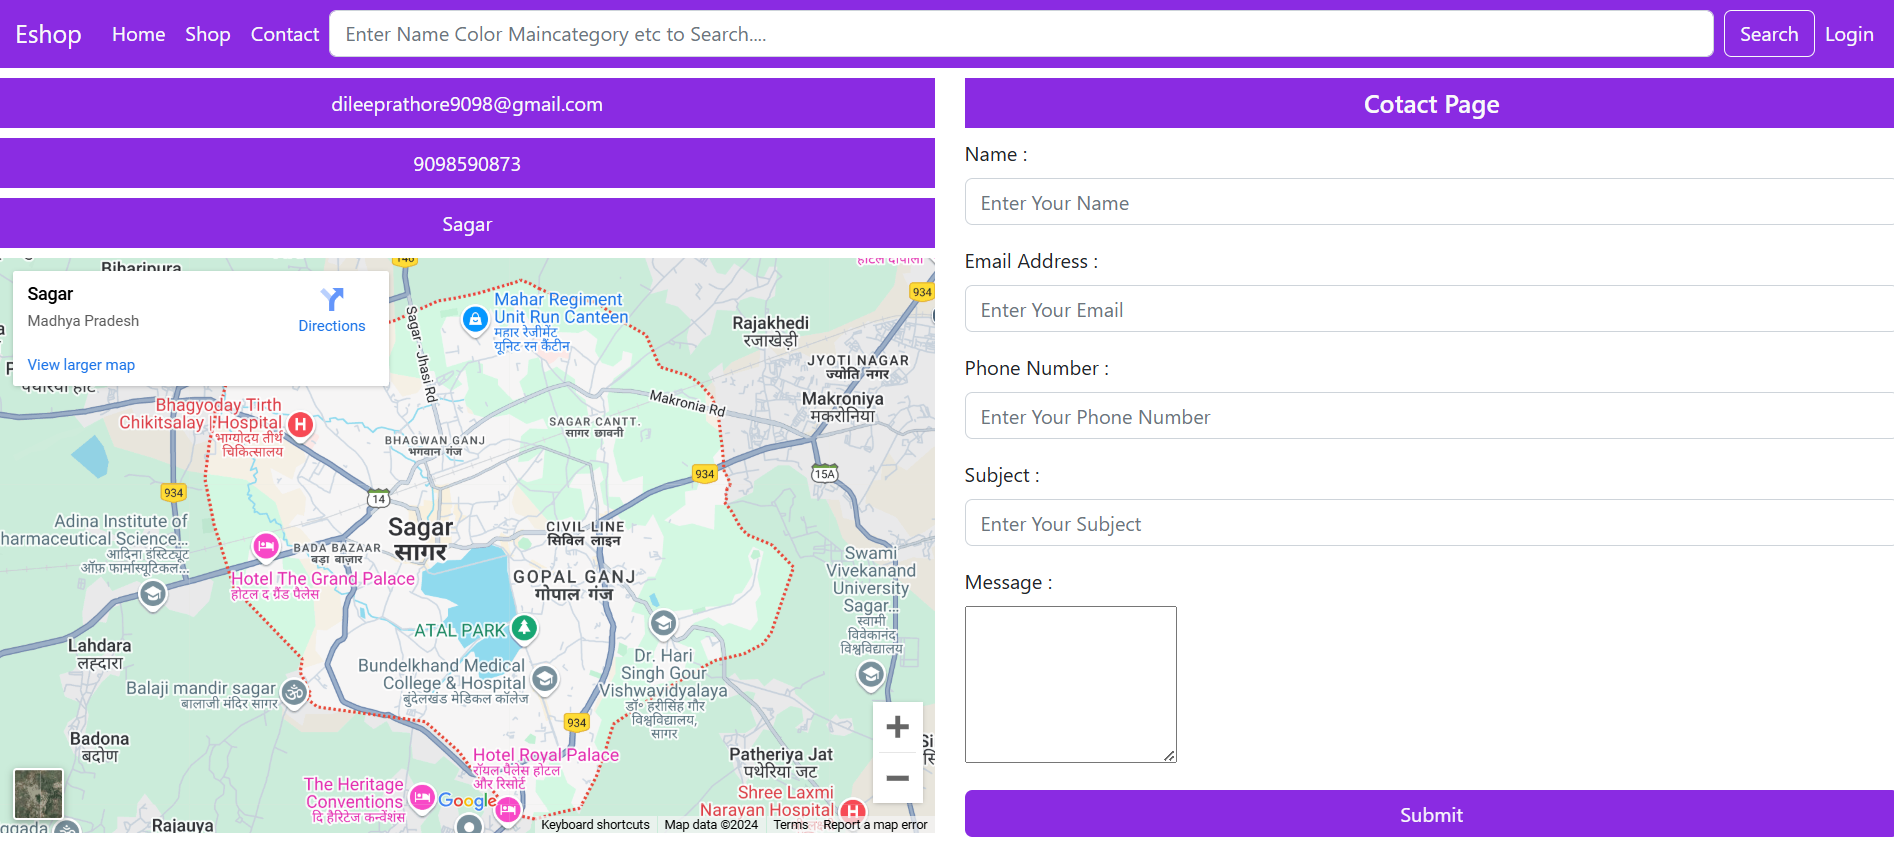 Eshop Home Shop Contact Enter Name Color Maincategory etc to Search.... Search Login
dileeprathore9098@gmail.com
9098590873
Sagar
Biharipura
Sagar
Madhya Pradesh
Directions
View larger map
Mahar Regiment
Unit Run Canteen
महार रेजीमेंट
यूनिट रन कैंटीन
Sagar - Jhasi Rd
934
Rajakhedi
रजाखेड़ी
JYOTI NAGAR
ज्योति नगर
Makroniya
मकरोनिया
Makronia Rd
Bhagyoday Tirth
Chikitsalay | Hospital
भाग्योदय तीर्थ
चिकित्सालय
BHAGWAN GANJ
भगवान गंज
SAGAR CANTT.
सागर छावनी
934
15A
934
14
Sagar
सागर
CIVIL LINE
सिविल लाइन
Adina Institute of
harmaceutical Science...
आदिना इंस्टिट्यूट
ऑफ़ फार्मास्यूटिकल...
BADA BAZAAR
बड़ा बाज़ार
Hotel The Grand Palace
होटल द ग्रैंड पैलेस
GOPAL GANJ
गोपाल गंज
Swami
Vivekanand
University
Sagar...
स्वामी
विवेकानंद
विश्वविद्यालय
ATAL PARK
Lahdara
लह्दारा
Bundelkhand Medical
College & Hospital
बुंदेलखंड मेडिकल कॉलेज
Dr. Hari
Singh Gour
Vishwavidyalaya
डॉ॰ हरीसिंह गौर
विश्वविद्यालय,
सागर
Balaji mandir sagar
बालाजी मंदिर सागर
934
Badona
बदोण
Hotel Royal Palace
रॉयल पैलेस होटल
और रिसोर्ट
Patheriya Jat
पथेरिया जट
The Heritage
Conventions
दि हैरिटेज कन्वेंशंस
Google
Shree Laxmi
Narayan Hospital
Rajauya
Keyboard shortcuts Map data ©2024 Terms Report a map error
Cotact Page
Name :
Enter Your Name
Email Address :
Enter Your Email
Phone Number :
Enter Your Phone Number
Subject :
Enter Your Subject
Message :
Submit